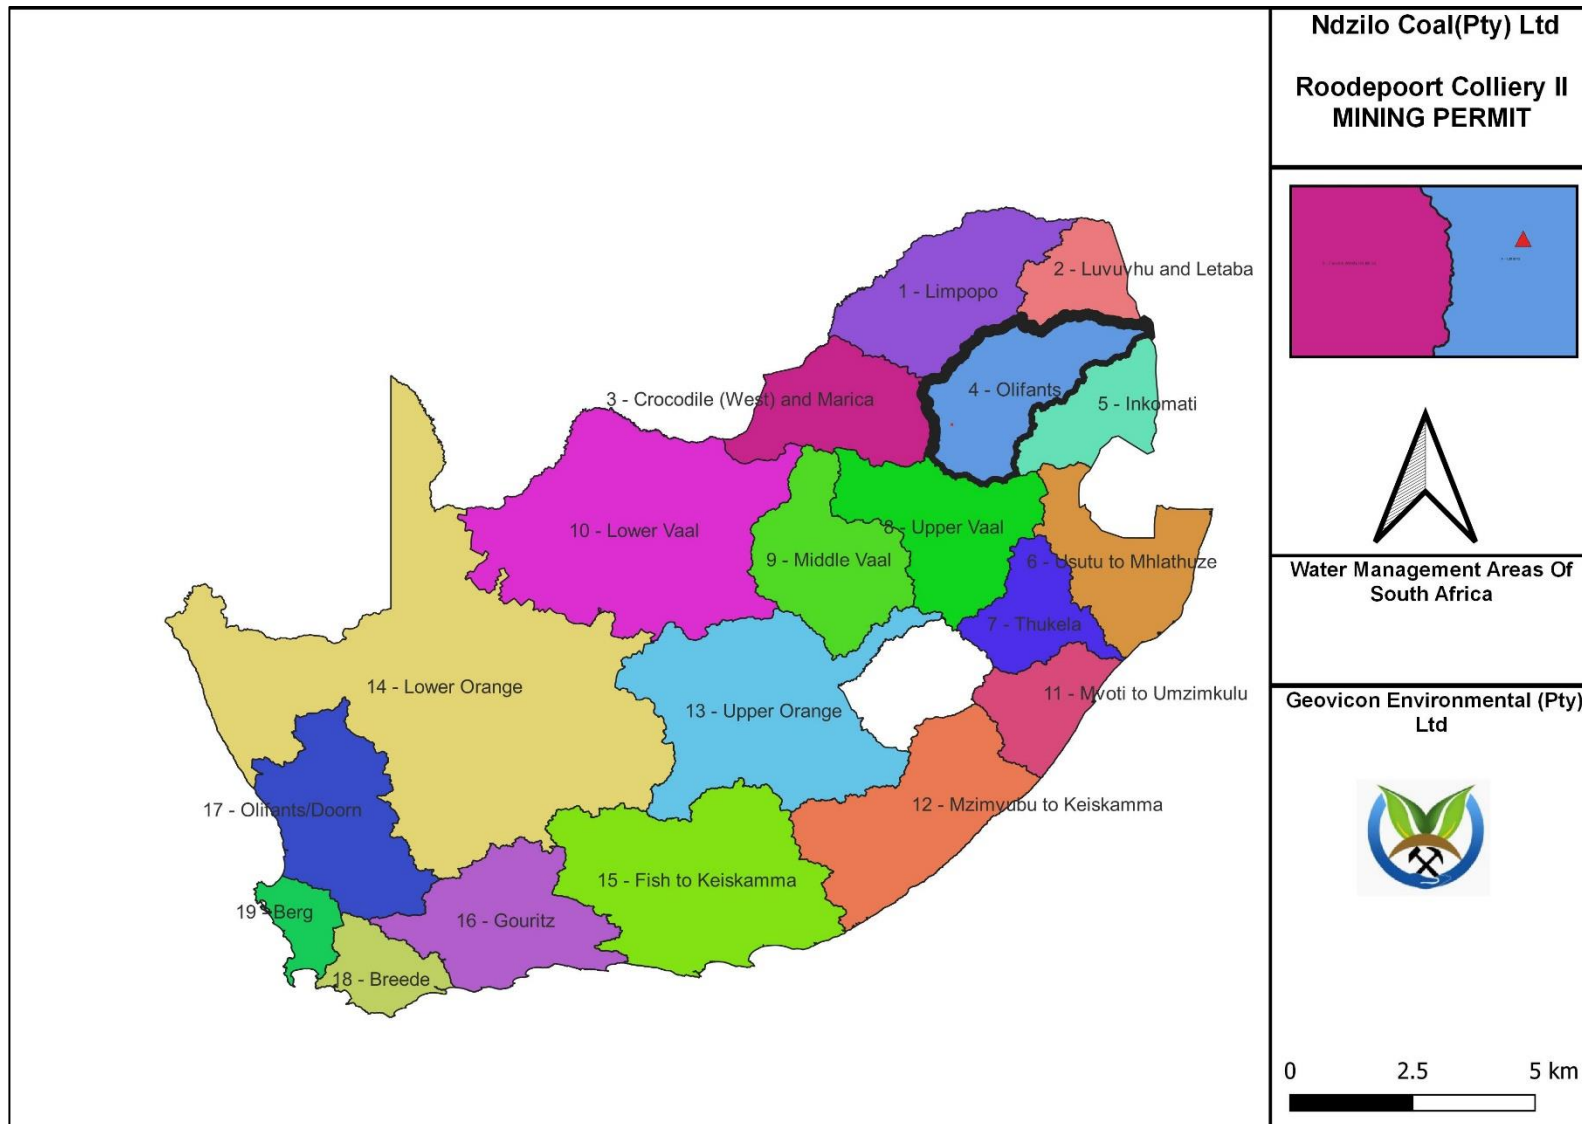 Ndzilo Coal(Pty) Ltd
Roodepoort Colliery II
MINING PERMIT
Water Management Areas Of
South Africa
Geovicon Environmental (Pty)
Ltd
0 2.5 5 km
1 - Limpopo
2 - Luvuvhu and Letaba
3 - Crocodile (West) and Marica
4 - Olifants
5 - Inkomati
10 - Lower Vaal
8 - Upper Vaal
9 - Middle Vaal
6 - Usutu to Mhlathuze
7 - Thukela
14 - Lower Orange
13 - Upper Orange
11 - Mvoti to Umzimkulu
17 - Olifants/Doorn
12 - Mzimvubu to Keiskamma
15 - Fish to Keiskamma
19 - Berg
16 - Gouritz
18 - Breede